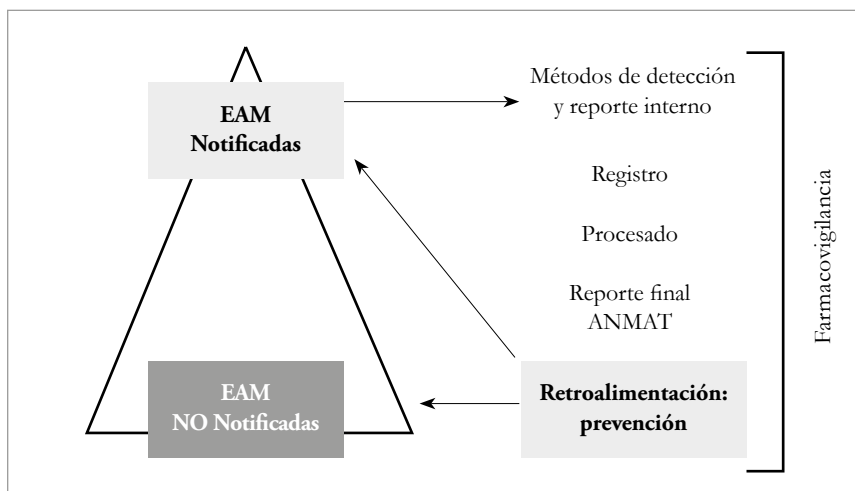 EAM
Notificadas
Métodos de detección
y reporte interno
Registro
Procesado
Reporte final
ANMAT
EAM
NO Notificadas
Retroalimentación:
prevención
Farmacovigilancia